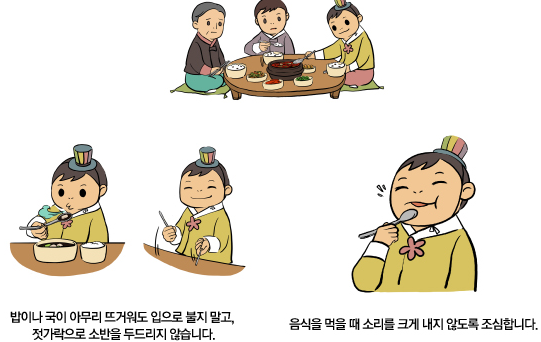 밥이나 국이 아무리 뜨거워도 입으로 불지 말고,
젓가락으로 소반을 두드리지 않습니다.
음식을 먹을 때 소리를 크게 내지 않도록 조심합니다.